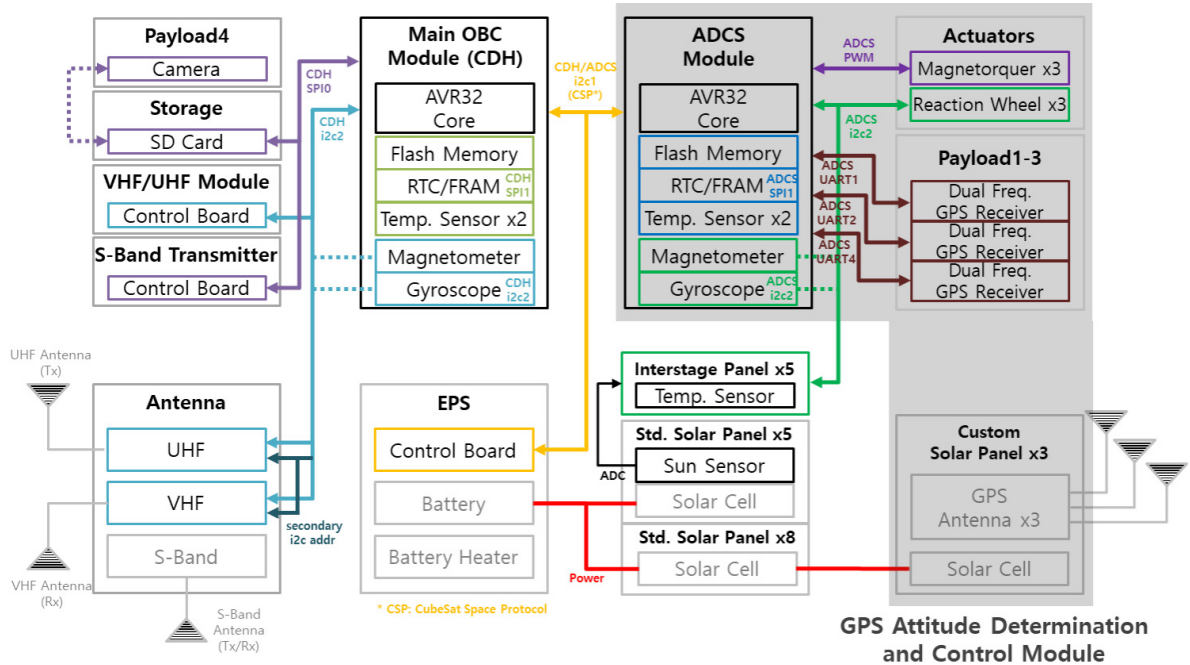 Payload4
Camera
Storage
SD Card
VHF/UHF Module
Control Board
S-Band Transmitter
Control Board
CDH
SPI0
CDH
i2c2
Main OBC
Module (CDH)
AVR32
Core
Flash Memory
RTC/FRAM
CDH
SPI1
Temp. Sensor x2
Magnetometer
Gyroscope
CDH
i2c2
CDH/ADCS
i2c1
(CSP*)
ADCS
Module
AVR32
Core
Flash Memory
RTC/FRAM
ADCS
SPI1
Temp. Sensor x2
Magnetometer
Gyroscope
ADCS
i2c2
ADCS
PWM
ADCS
i2c2
ADCS
UART1
ADCS
UART2
ADCS
UART4
Actuators
Magnetorquer x3
Reaction Wheel x3
Payload1-3
Dual Freq.
GPS Receiver
Dual Freq.
GPS Receiver
Dual Freq.
GPS Receiver
UHF Antenna
(Tx)
Antenna
UHF
VHF
S-Band
secondary
i2c addr
VHF Antenna
(Rx)
S-Band
Antenna
(Tx/Rx)
EPS
Control Board
Battery
Battery Heater
* CSP: CubeSat Space Protocol
Interstage Panel x5
Temp. Sensor
Std. Solar Panel x5
Sun Sensor
ADC
Solar Cell
Std. Solar Panel x8
Solar Cell
Power
Custom
Solar Panel x3
GPS
Antenna x3
Solar Cell
GPS Attitude Determination
and Control Module